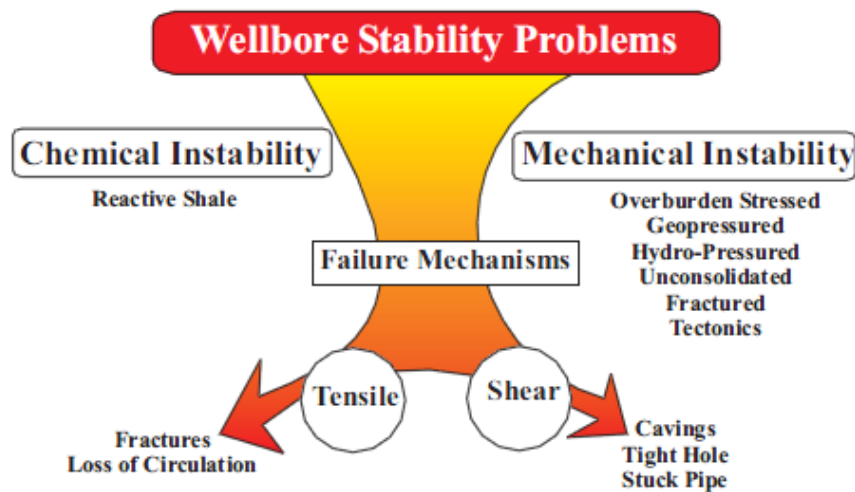 Wellbore Stability Problems
Chemical Instability
Reactive Shale
Mechanical Instability
Overburden Stressed
Geopressured
Hydro-Pressured
Unconsolidated
Fractured
Tectonics
Failure Mechanisms
Tensile
Shear
Fractures
Loss of Circulation
Cavings
Tight Hole
Stuck Pipe